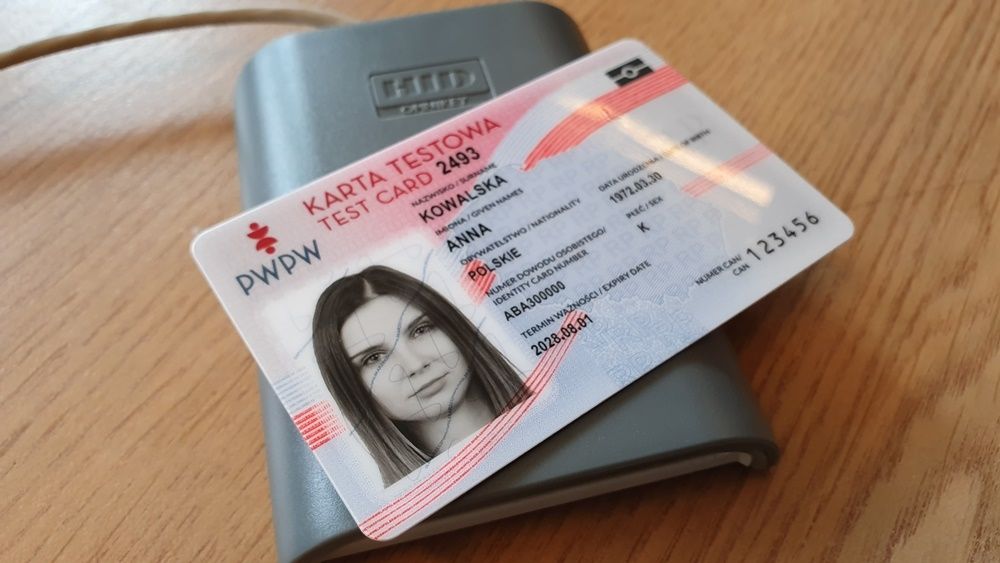 HID
OMNIKEY
KARTA TESTOWA
TEST CARD 2493
PWPW
NAZWISKO / SURNAME
KOWALSKA
IMIONA / GIVEN NAMES
ANNA
OBYWATELSTWO / NATIONALITY
POLSKIE
NUMER DOWODU OSOBISTEGO/
IDENTITY CARD NUMBER
ABA300000
TERMIN WAŻNOŚCI / EXPIRY DATE
2028.08.01
DATA URODZENIA / DATE OF BIRTH
1972.03.30
PŁEĆ / SEX
K
NUMER CAN/
CAN 123456